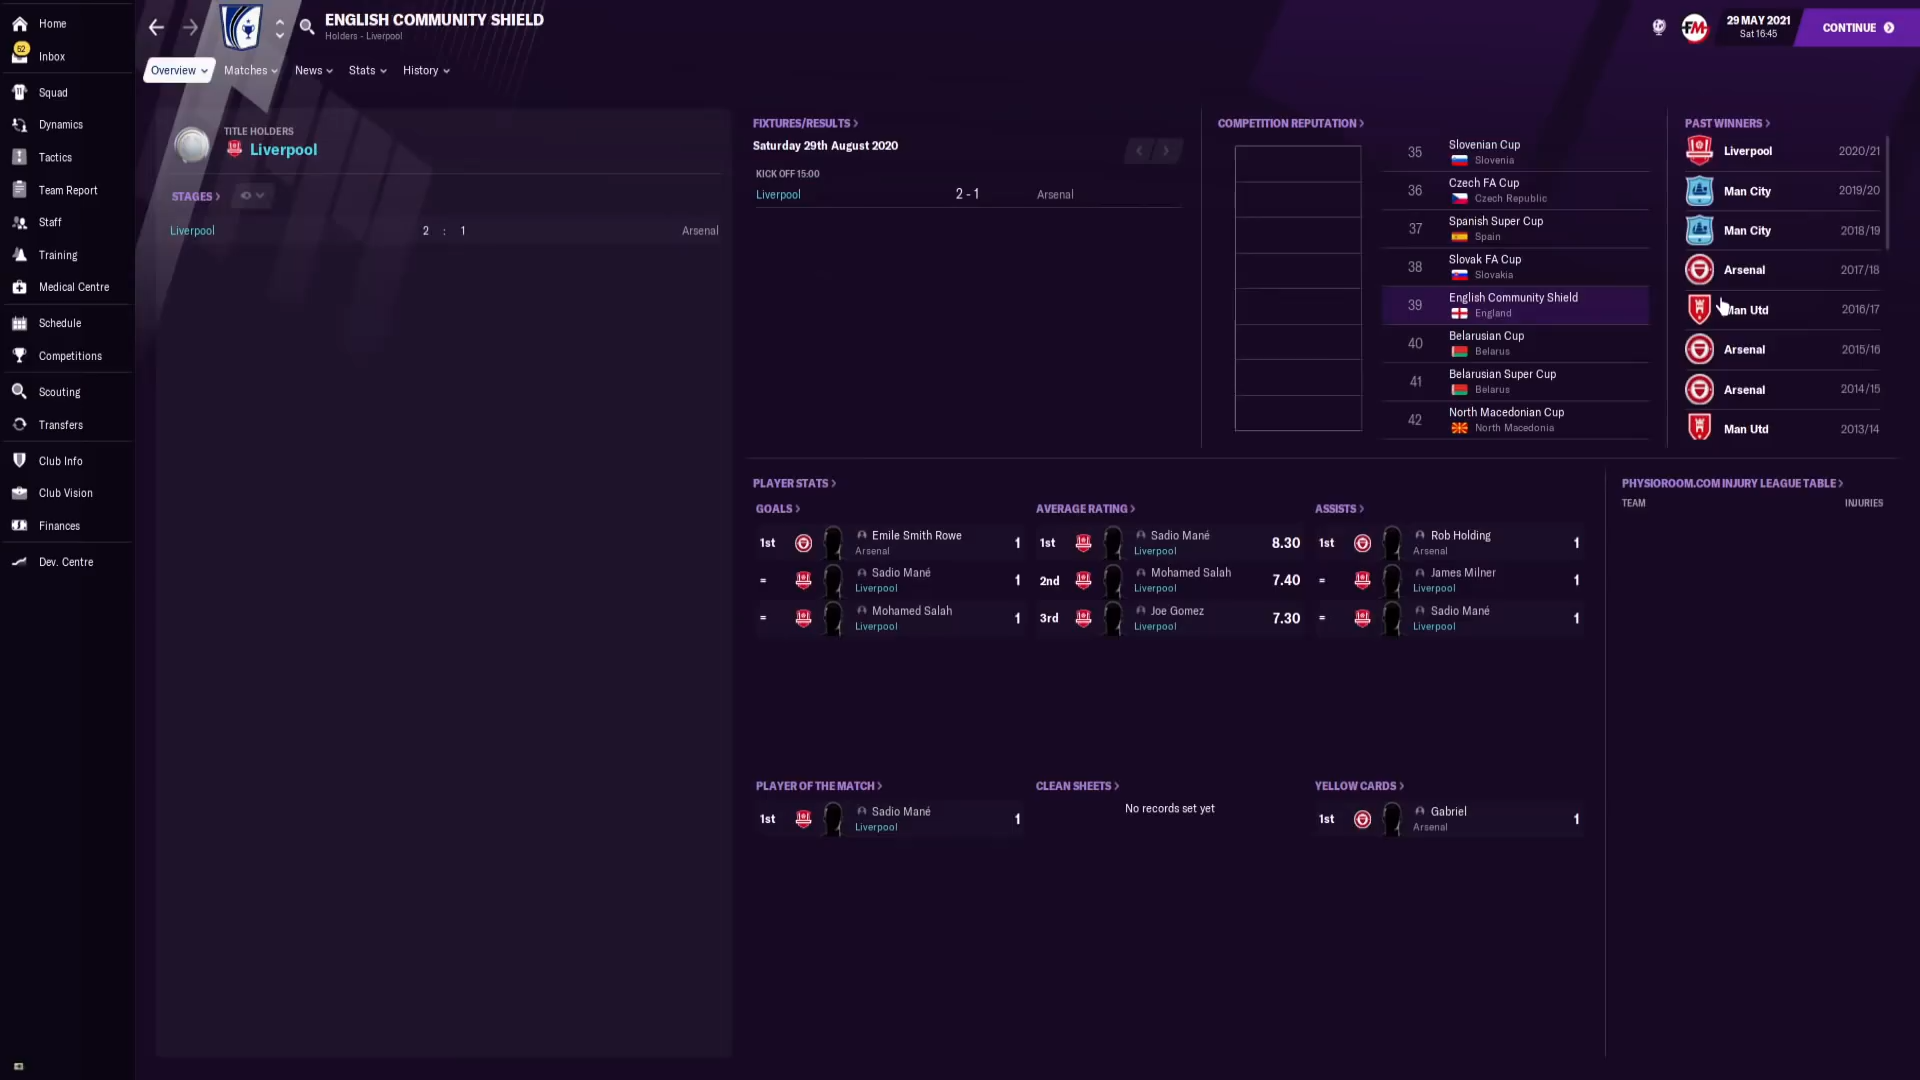 Home
52
Inbox
Squad
Dynamics
Tactics
Team Report
Staff
Training
Medical Centre
Schedule
Competitions
Scouting
Transfers
Club Info
Club Vision
Finances
Dev. Centre
ENGLISH COMMUNITY SHIELD
Holders - Liverpool
FM
29 MAY 2021
Sat 16:45
CONTINUE
Overview
Matches
News
Stats
History
TITLE HOLDERS
Liverpool
STAGES >
Liverpool 2 : 1 Arsenal
FIXTURES/RESULTS >
Saturday 29th August 2020
KICK OFF 15:00
Liverpool 2 - 1 Arsenal
COMPETITION REPUTATION >
35 Slovenian Cup
Slovenia
36 Czech FA Cup
Czech Republic
37 Spanish Super Cup
Spain
38 Slovak FA Cup
Slovakia
39 English Community Shield
England
40 Belarusian Cup
Belarus
41 Belarusian Super Cup
Belarus
42 North Macedonian Cup
North Macedonia
PAST WINNERS >
Liverpool 2020/21
Man City 2019/20
Man City 2018/19
Arsenal 2017/18
Man Utd 2016/17
Arsenal 2015/16
Arsenal 2014/15
Man Utd 2013/14
PLAYER STATS >
GOALS >
1st Emile Smith Rowe 1
Arsenal
= Sadio Mané 1
Liverpool
= Mohamed Salah 1
Liverpool
AVERAGE RATING >
1st Sadio Mané 8.30
Liverpool
2nd Mohamed Salah 7.40
Liverpool
3rd Joe Gomez 7.30
Liverpool
ASSISTS >
1st Rob Holding 1
Arsenal
= James Milner 1
Liverpool
= Sadio Mané 1
Liverpool
PLAYER OF THE MATCH >
1st Sadio Mané 1
Liverpool
CLEAN SHEETS >
No records set yet
YELLOW CARDS >
1st Gabriel 1
Arsenal
PHYSIOROOM.COM INJURY LEAGUE TABLE >
TEAM INJURIES